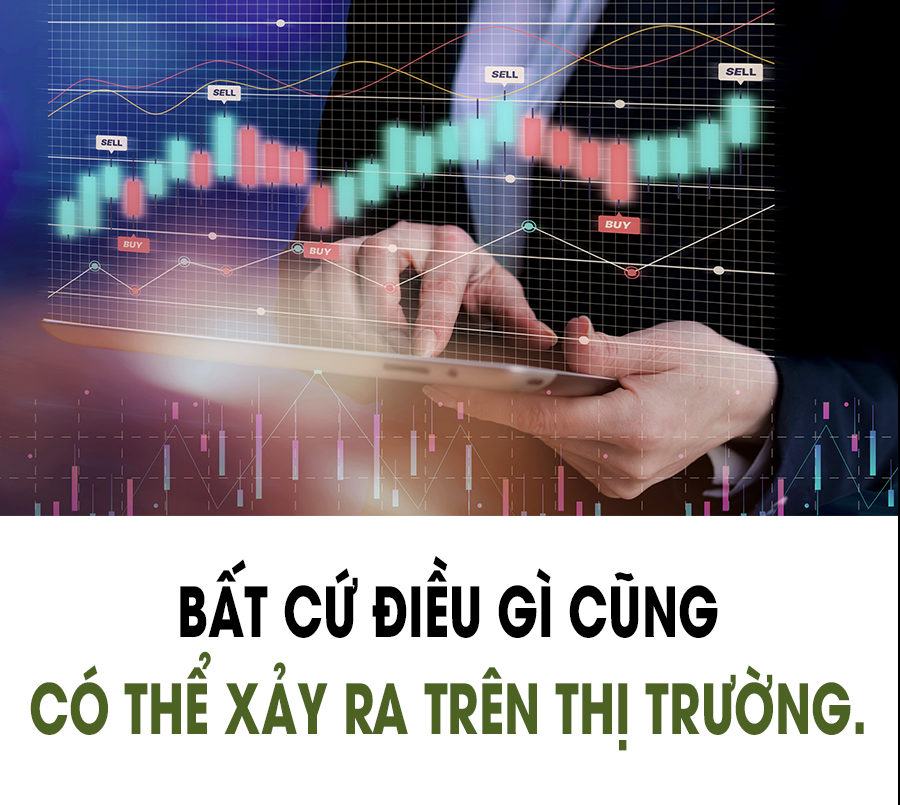 SELL
SELL
SELL
SELL
BUY
BUY
BUY
BẤT CỨ ĐIỀU GÌ CŨNG
CÓ THỂ XẢY RA TRÊN THỊ TRƯỜNG.